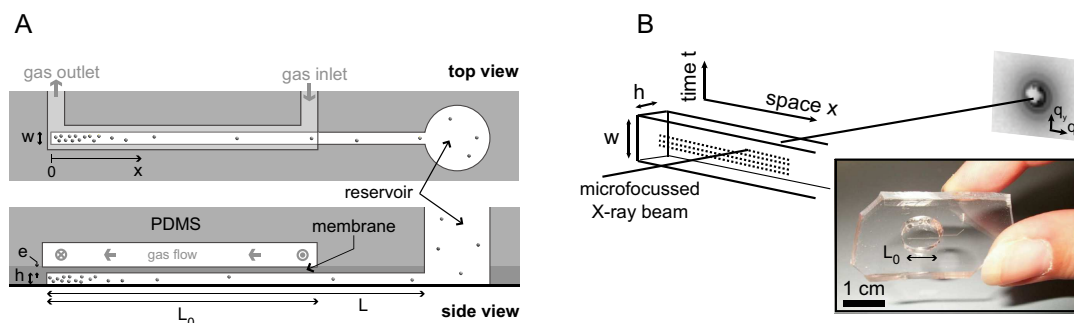 A
gas outlet
gas inlet
top view
w
0
x
reservoir
PDMS
membrane
e
gas flow
h
L
L₀
side view
B
time t
space x
h
w
microfocussed
X-ray beam
q_y
q
L₀
1 cm